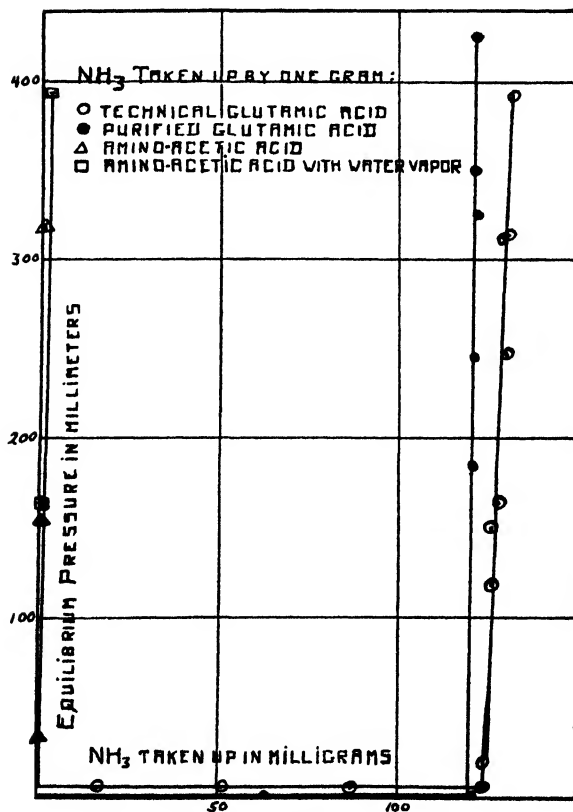 NH3 TAKEN UP BY ONE GRAM:
TECHNICAL GLUTAMIC ACID
PURIFIED GLUTAMIC ACID
AMINO-ACETIC ACID
AMINO-ACETIC ACID WITH WATER VAPOR
400
300
200
100
EQUILIBRIUM PRESSURE IN MILLIMETERS
NH3 TAKEN UP IN MILLIGRAMS
50
100